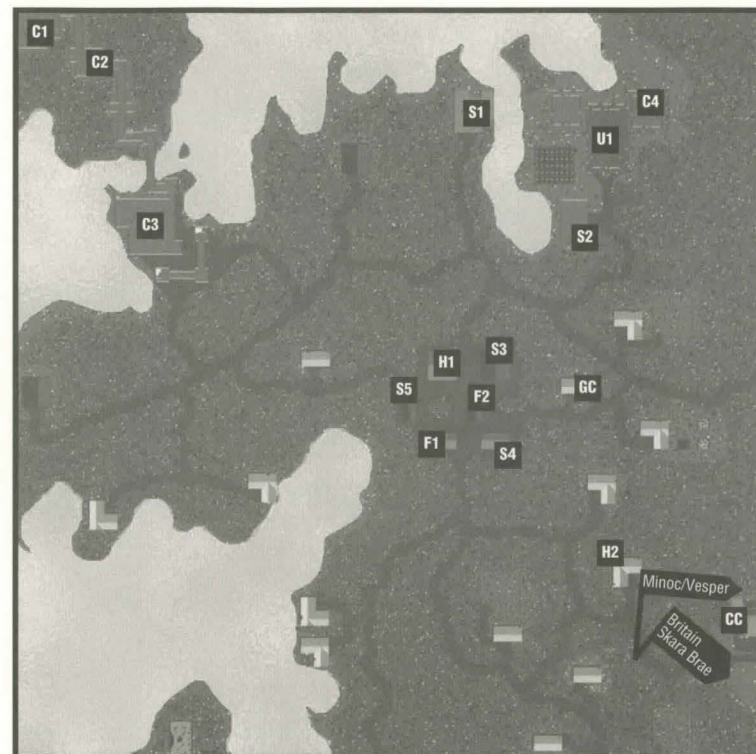 C1
C2
S1
C4
U1
C3
S2
H1
S3
S5
GC
F2
F1
S4
H2
Minoc/Vesper
CC
Britain
Skara Brae